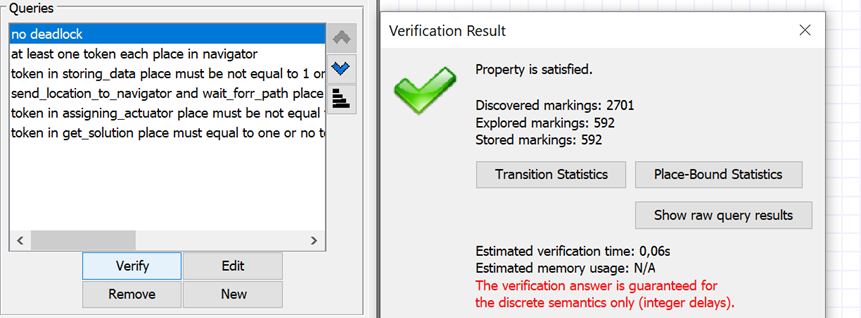 Queries
no deadlock
at least one token each place in navigator
token in storing_data place must be not equal to 1 or
send_location_to_navigator and wait_forr_path place
token in assigning_actuator place must be not equal
token in get_solution place must equal to one or no t
Verify
Edit
Remove
New
Verification Result
Property is satisfied.
Discovered markings: 2701
Explored markings: 592
Stored markings: 592
Transition Statistics
Place-Bound Statistics
Show raw query results
Estimated verification time: 0,06s
Estimated memory usage: N/A
The verification answer is guaranteed for
the discrete semantics only (integer delays).